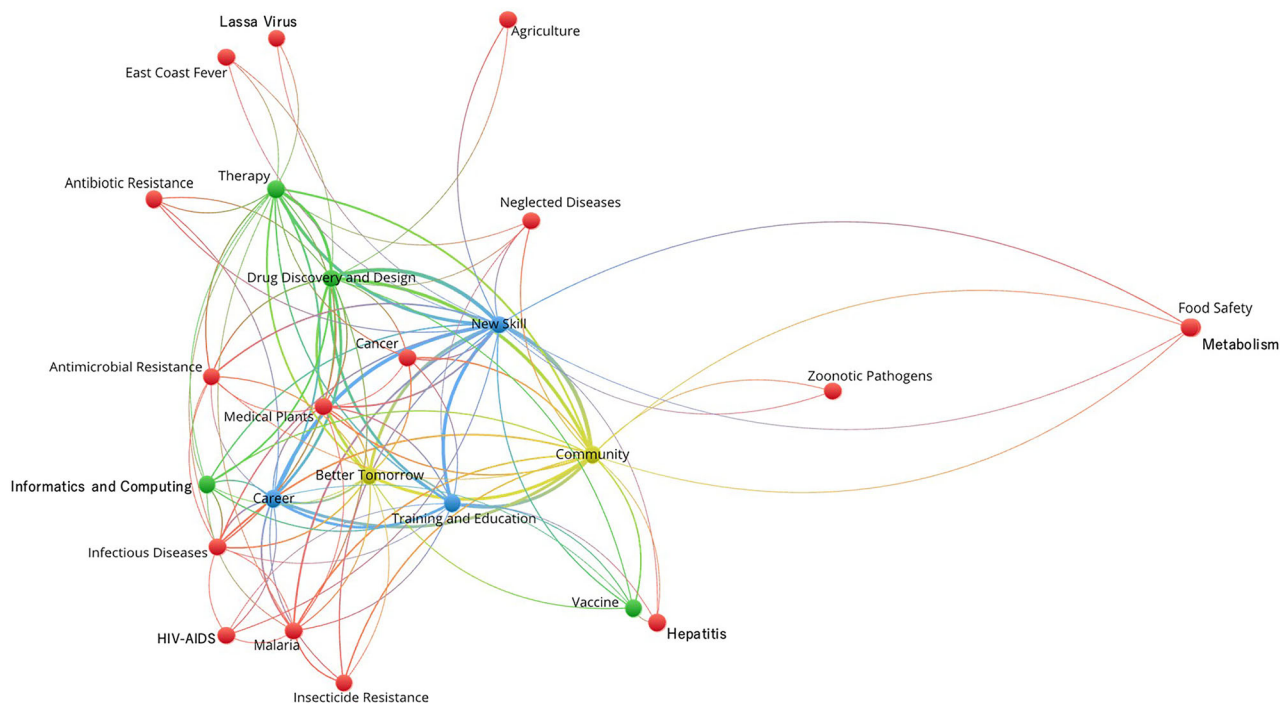 Lassa Virus
Agriculture
East Coast Fever
Therapy
Antibiotic Resistance
Neglected Diseases
Drug Discovery and Design
Food Safety
New Skill
Cancer
Metabolism
Antimicrobial Resistance
Zoonotic Pathogens
Medical Plants
Community
Better Tomorrow
Informatics and Computing
Career
Training and Education
Infectious Diseases
Vaccine
Hepatitis
HIV-AIDS
Malaria
Insecticide Resistance